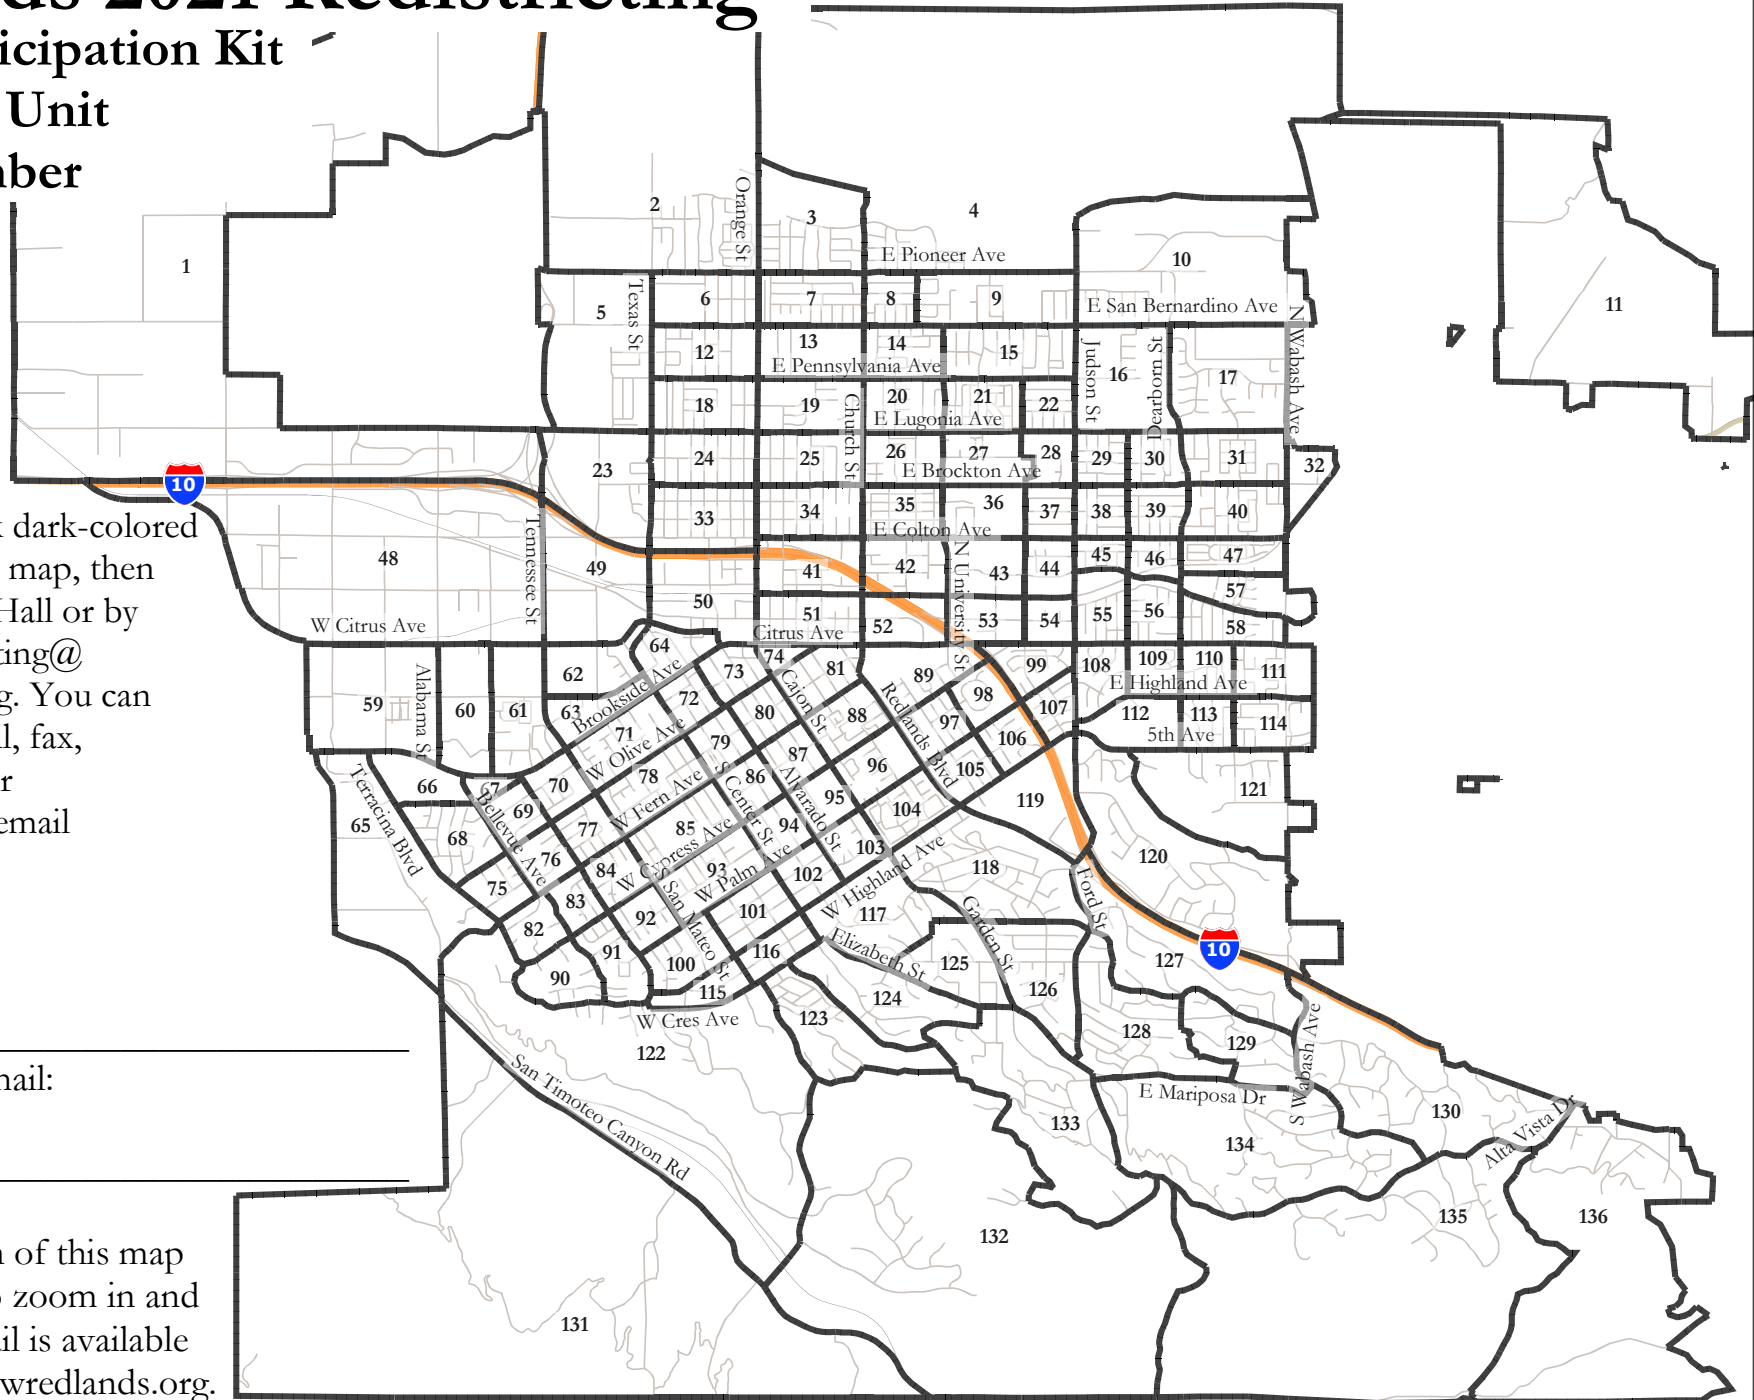 ds 2021 Redistricting
icipation Kit
Unit
nber
dark-colored
map, then
Hall or by
ting@
g. You can
l, fax,
r
email
nail:
n of this map
o zoom in and
ail is available
wredlands.org.
1
2
Orange St
3
4
E Pioneer Ave
10
5
Texas St
6
7
8
9
E San Bernardino Ave
N Wabash Ave
11
12
13
14
15
E Pennsylvania Ave
Judson St
16
Dearborn St
17
18
19
Church St
20
21
22
E Lugonia Ave
23
24
25
26
27
28
29
30
31
32
E Brockton Ave
10
33
34
35
36
37
38
39
40
E Colton Ave
48
Tennessee St
49
50
41
42
N University St
43
44
45
46
47
51
52
53
54
55
56
57
58
W Citrus Ave
Citrus Ave
59
Alabama St
60
61
62
63
64
Brookside Ave
74
73
72
71
W Olive Ave
81
Cajon St
80
79
78
W Fern Ave
89
Redlands Blvd
88
87
86
85
W Cypress Ave
S Center St
Alvarado St
99
98
97
96
95
94
93
W Palm Ave
108
109
110
111
E Highland Ave
107
106
105
104
103
102
101
W Highland Ave
112
113
114
5th Ave
121
120
119
118
117
116
115
65
Terracina Blvd
66
67
Bellevue Ave
68
69
70
75
76
77
82
83
84
90
91
92
San Mateo St
100
W Cres Ave
122
123
Elizabeth St
124
125
Garden St
126
Ford St
127
10
128
129
S Wabash Ave
E Mariposa Dr
130
Alta Vista Dr
133
134
135
136
132
San Timoteo Canyon Rd
131